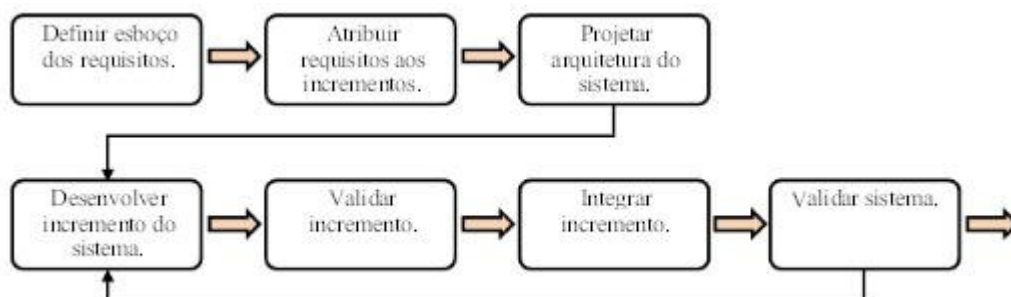 Definir esboço
dos requisitos.
Atribuir
requisitos aos
incrementos.
Projetar
arquitetura do
sistema.
Desenvolver
incremento do
sistema.
Validar
incremento.
Integrar
incremento.
Validar sistema.